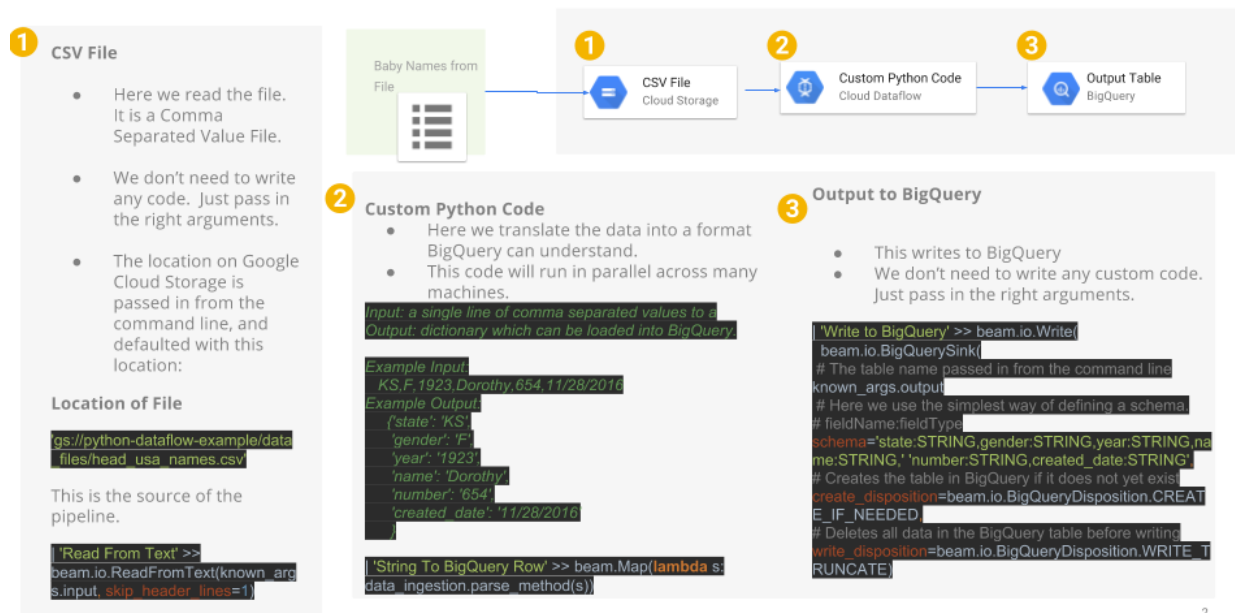 1
CSV File
● Here we read the file.
It is a Comma
Separated Value File.
● We don't need to write
any code. Just pass in
the right arguments.
● The location on Google
Cloud Storage is
passed in from the
command line, and
defaulted with this
location:
Location of File
'gs://python-dataflow-example/data
_files/head_usa_names.csv'
This is the source of the
pipeline.
| 'Read From Text' >>
beam.io.ReadFromText(known_arg
s.input, skip_header_lines=1)
Baby Names from
File
1
CSV File
Cloud Storage
2
Custom Python Code
Cloud Dataflow
3
Output Table
BigQuery
2
Custom Python Code
● Here we translate the data into a format
BigQuery can understand.
● This code will run in parallel across many
machines.
Input: a single line of comma separated values to a
Output: dictionary which can be loaded into BigQuery.
Example Input:
KS,F,1923,Dorothy,654,11/28/2016
Example Output:
{'state': 'KS',
'gender': 'F',
'year': '1923',
'name': 'Dorothy',
'number': '654',
'created_date': '11/28/2016'
}
| 'String To BigQuery Row' >> beam.Map(lambda s:
data_ingestion.parse_method(s))
3
Output to BigQuery
● This writes to BigQuery
● We don't need to write any custom code.
Just pass in the right arguments.
| 'Write to BigQuery' >> beam.io.Write(
beam.io.BigQuerySink(
# The table name passed in from the command line
known_args.output
# Here we use the simplest way of defining a schema.
# fieldName:fieldType
schema='state:STRING,gender:STRING,year:STRING,na
me:STRING,' 'number:STRING,created_date:STRING',
# Creates the table in BigQuery if it does not yet exist
create_disposition=beam.io.BigQueryDisposition.CREAT
E_IF_NEEDED,
# Deletes all data in the BigQuery table before writing
write_disposition=beam.io.BigQueryDisposition.WRITE_T
RUNCATE)